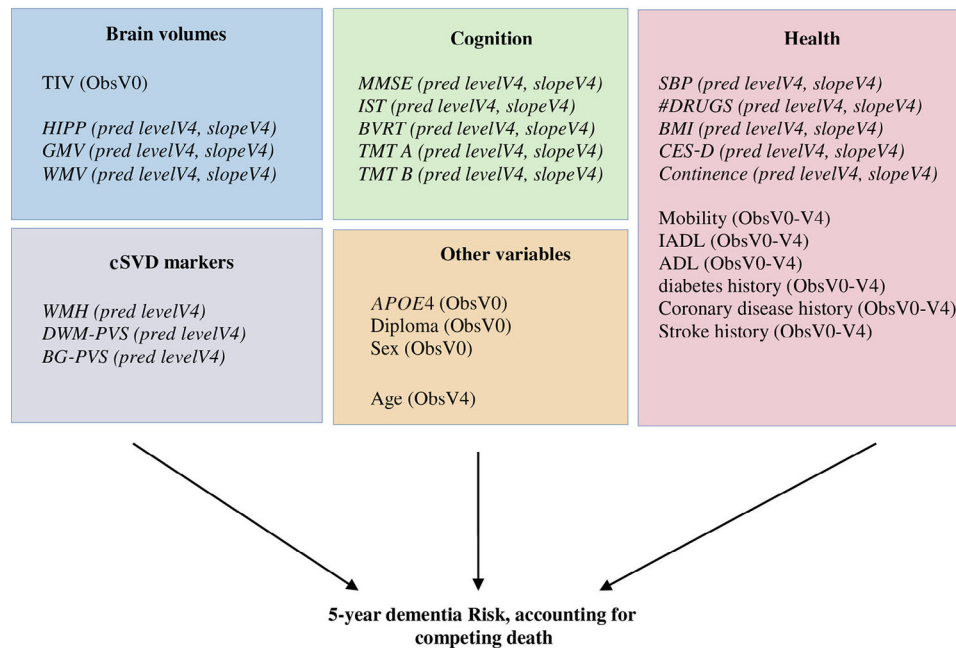 Brain volumes
TIV (ObsV0)
HIPP (pred levelV4, slopeV4)
GMV (pred levelV4, slopeV4)
WMV (pred levelV4, slopeV4)
Cognition
MMSE (pred levelV4, slopeV4)
IST (pred levelV4, slopeV4)
BVRT (pred levelV4, slopeV4)
TMT A (pred levelV4, slopeV4)
TMT B (pred levelV4, slopeV4)
Health
SBP (pred levelV4, slopeV4)
#DRUGS (pred levelV4, slopeV4)
BMI (pred levelV4, slopeV4)
CES-D (pred levelV4, slopeV4)
Continence (pred levelV4, slopeV4)
Mobility (ObsV0-V4)
IADL (ObsV0-V4)
ADL (ObsV0-V4)
diabetes history (ObsV0-V4)
Coronary disease history (ObsV0-V4)
Stroke history (ObsV0-V4)
cSVD markers
WMH (pred levelV4)
DWM-PVS (pred levelV4)
BG-PVS (pred levelV4)
Other variables
APOE4 (ObsV0)
Diploma (ObsV0)
Sex (ObsV0)
Age (ObsV4)
5-year dementia Risk, accounting for
competing death